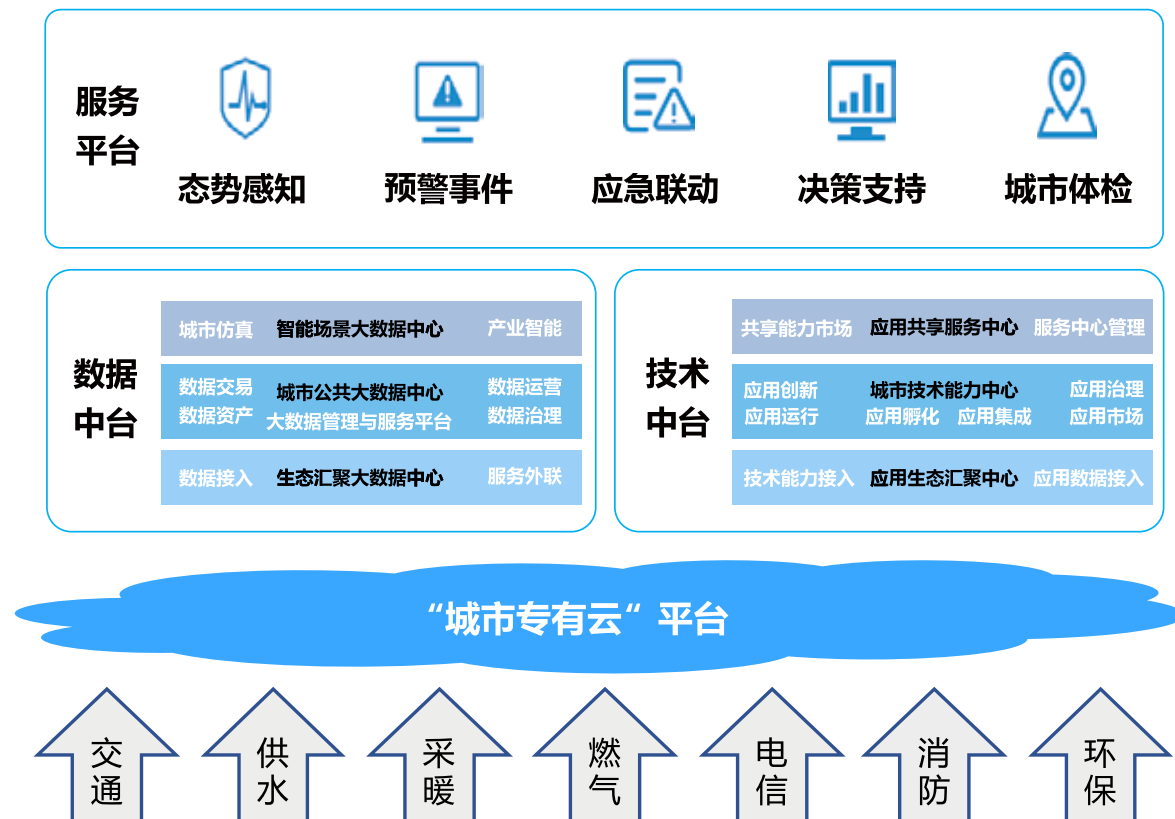 服务
平台
态势感知
预警事件
应急联动
决策支持
城市体检
数据
中台
城市仿真 智能场景大数据中心 产业智能
数据交易 城市公共大数据中心 数据运营
数据资产 大数据管理与服务平台 数据治理
数据接入 生态汇聚大数据中心 服务外联
技术
中台
共享能力市场 应用共享服务中心 服务中心管理
应用创新 城市技术能力中心 应用治理
应用运行 应用孵化 应用集成 应用市场
技术能力接入 应用生态汇聚中心 应用数据接入
“城市专有云“ 平台
交
通
供
水
采
暖
燃
气
电
信
消
防
环
保